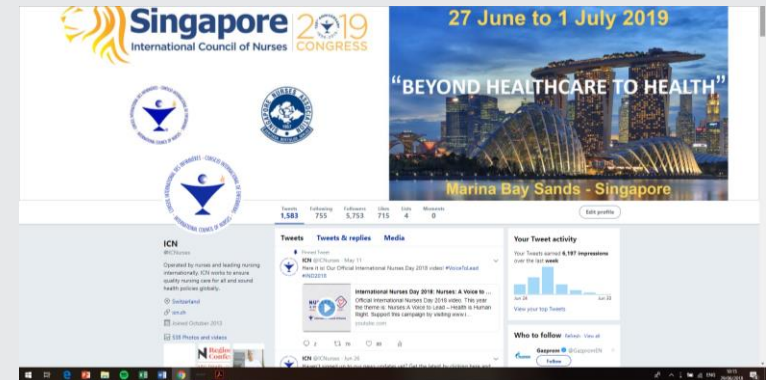 Singapore 2019
International Council of Nurses CONGRESS
27 June to 1 July 2019
"BEYOND HEALTHCARE TO HEALTH"
Marina Bay Sands - Singapore
Tweets Following Followers Likes Lists Moments
1,583 755 5,753 715 4 0
Edit profile
ICN
@ICNurses
Operated by nurses and leading nursing
internationally, ICN works to ensure
quality nursing care for all and sound
health policies globally.
Switzerland
icn.ch
Joined October 2013
538 Photos and videos
Tweets Tweets & replies Media
Pinned Tweet
ICN @ICNurses · May 11
Here it is! Our Official International Nurses Day 2018 video! #VoicetoLead
#IND2018
International Nurses Day 2018: Nurses: A Voice to ...
Official International Nurses Day 2018 video. This year
the theme is: Nurses A Voice to Lead – Health is Human
Right. Support this campaign by visiting www.i...
youtube.com
ICN @ICNurses · Jun 26
Your Tweet activity
Your Tweets earned 6,197 impressions
over the last week
Jun 23
View your top Tweets
Who to follow Refresh · View all
Gazprom @GazpromEN
Follow
ENG
10:15